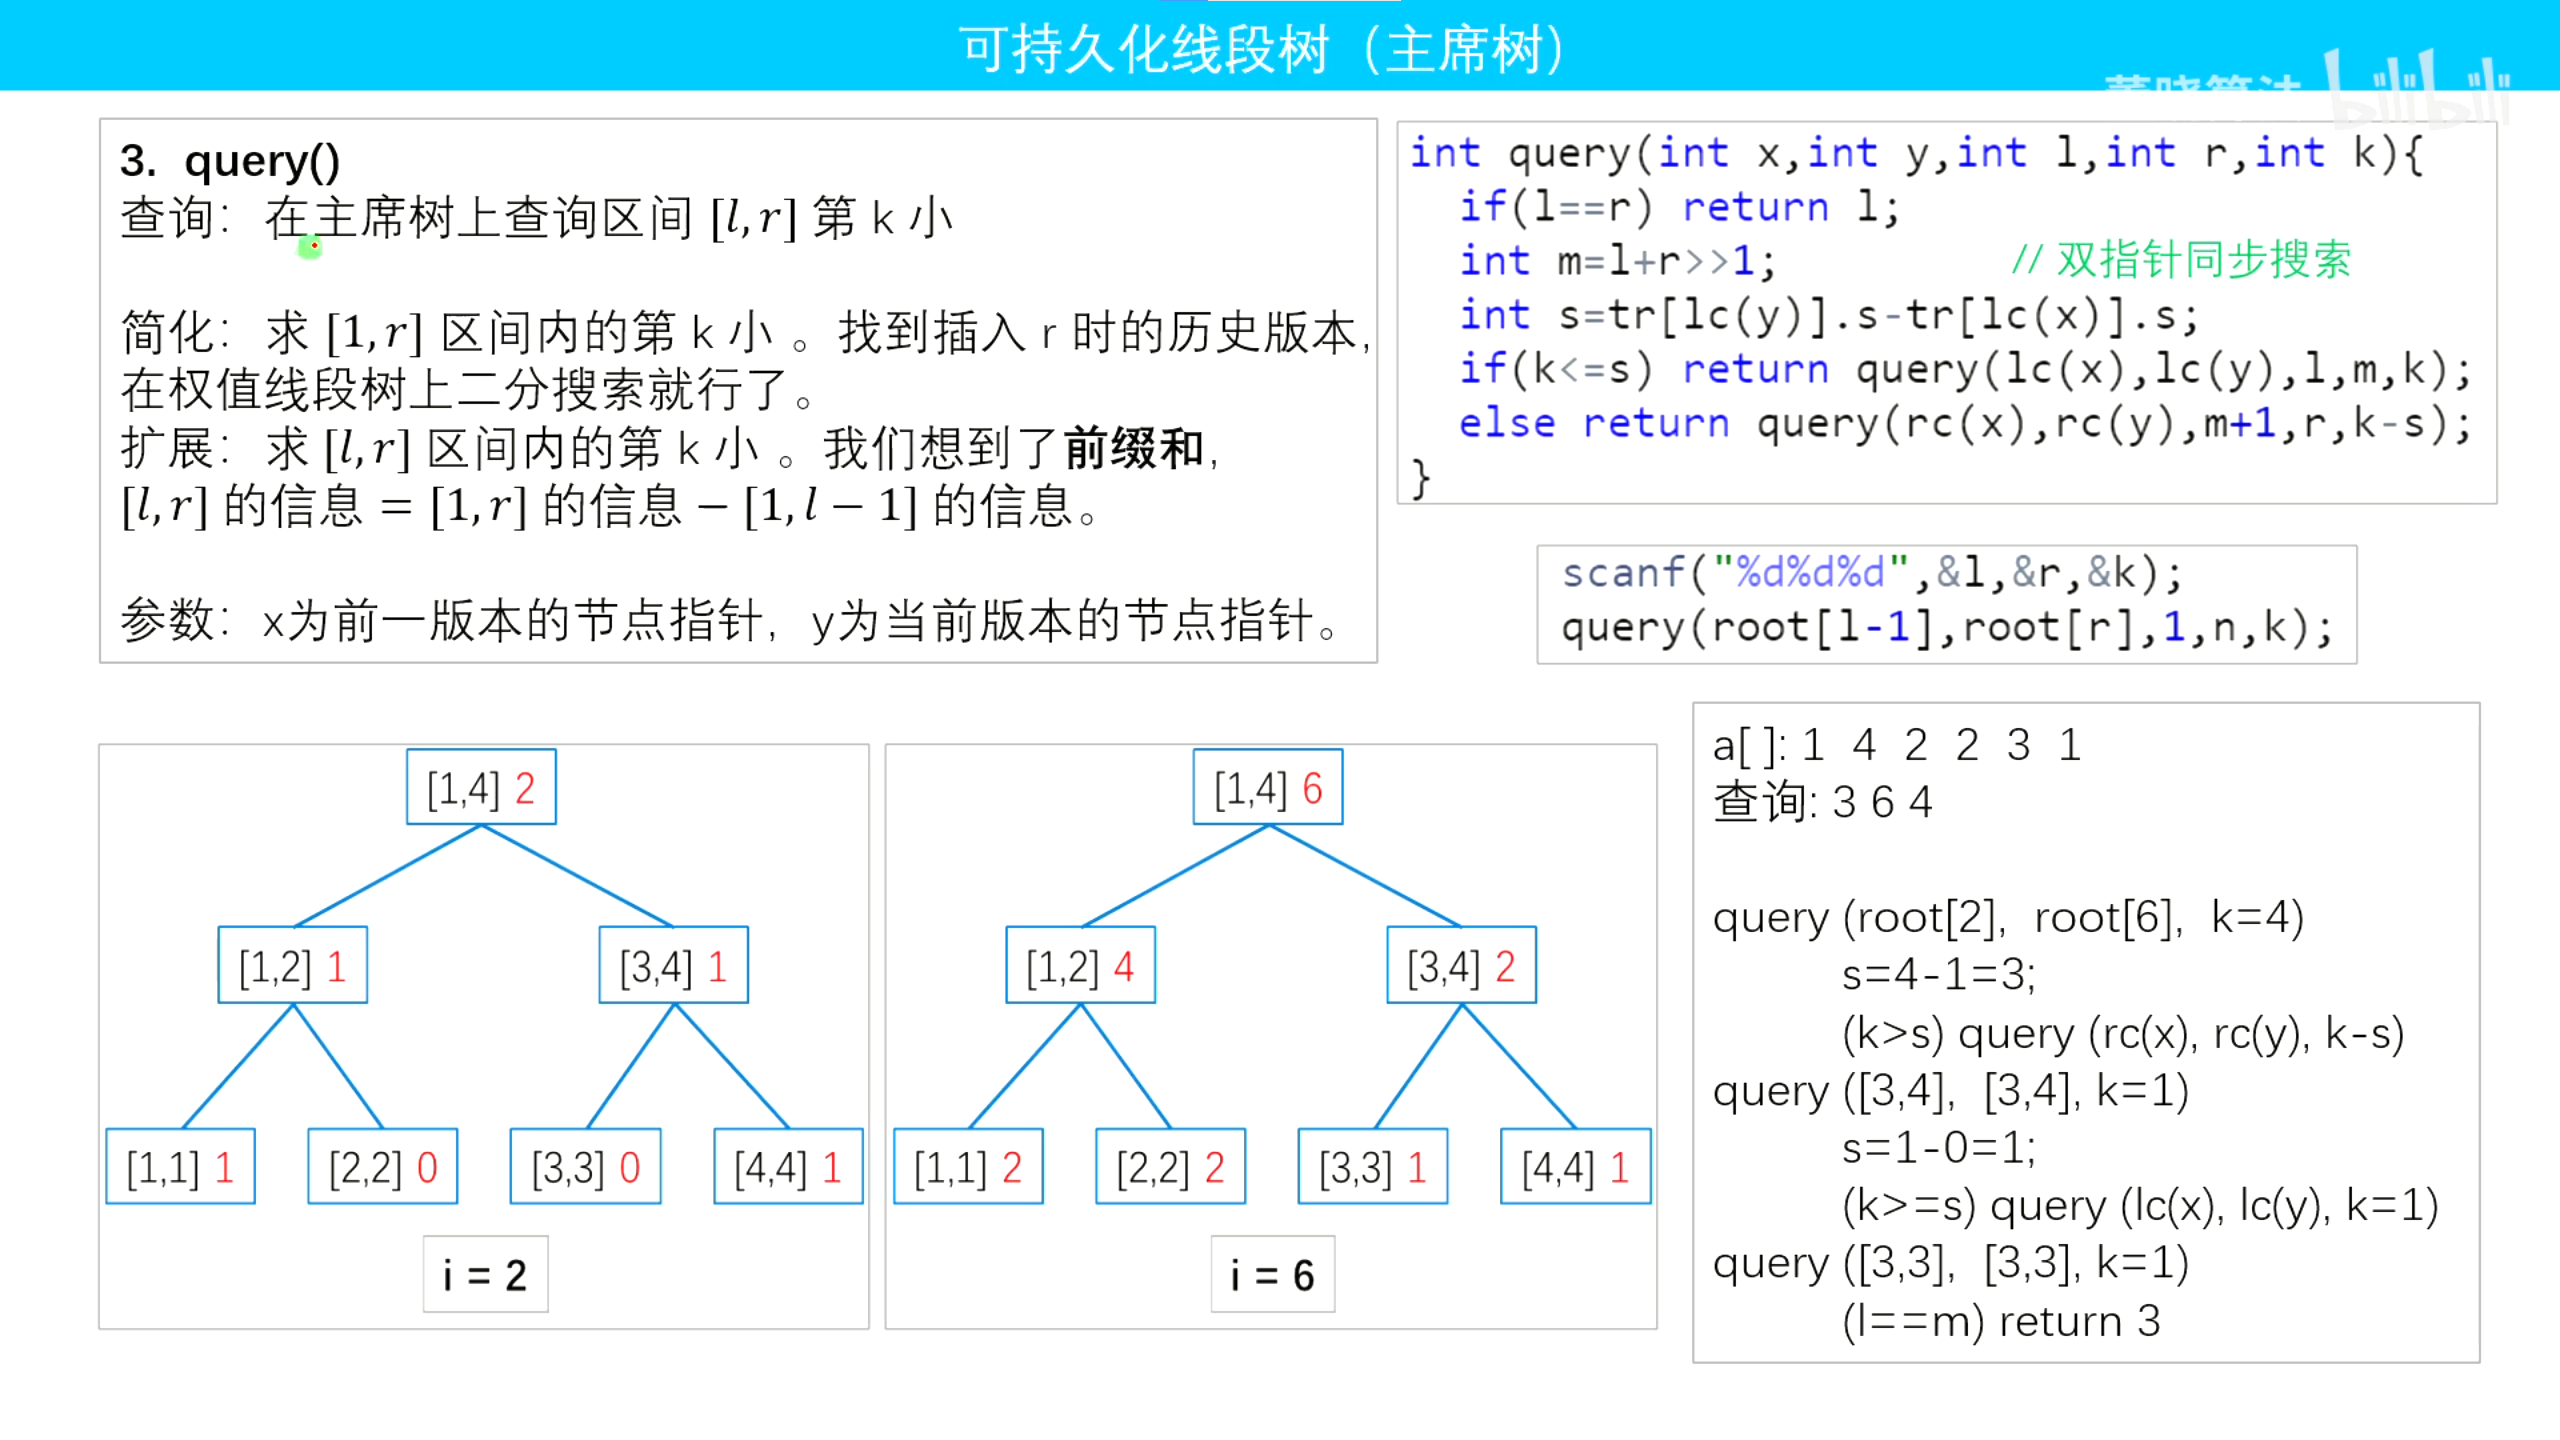 可持久化线段树（主席树）
董晓算法 bilibili
3. query()
查询：在主席树上查询区间 [l,r] 第 k 小
简化：求 [1,r] 区间内的第 k 小 。找到插入 r 时的历史版本,
在权值线段树上二分搜索就行了。
扩展：求 [l,r] 区间内的第 k 小 。我们想到了前缀和,
[l,r] 的信息 = [1,r] 的信息 − [1,l − 1] 的信息。
参数：x为前一版本的节点指针，y为当前版本的节点指针。
int query(int x,int y,int l,int r,int k){
if(l==r) return l;
int m=l+r>>1; // 双指针同步搜索
int s=tr[lc(y)].s-tr[lc(x)].s;
if(k<=s) return query(lc(x),lc(y),l,m,k);
else return query(rc(x),rc(y),m+1,r,k-s);
}
scanf("%d%d%d",&l,&r,&k);
query(root[l-1],root[r],1,n,k);
[1,4] 2
[1,2] 1
[3,4] 1
[1,1] 1
[2,2] 0
[3,3] 0
[4,4] 1
i = 2
[1,4] 6
[1,2] 4
[3,4] 2
[1,1] 2
[2,2] 2
[3,3] 1
[4,4] 1
i = 6
a[ ]: 1 4 2 2 3 1
查询: 3 6 4
query (root[2], root[6], k=4)
s=4-1=3;
(k>s) query (rc(x), rc(y), k-s)
query ([3,4], [3,4], k=1)
s=1-0=1;
(k>=s) query (lc(x), lc(y), k=1)
query ([3,3], [3,3], k=1)
(l==m) return 3